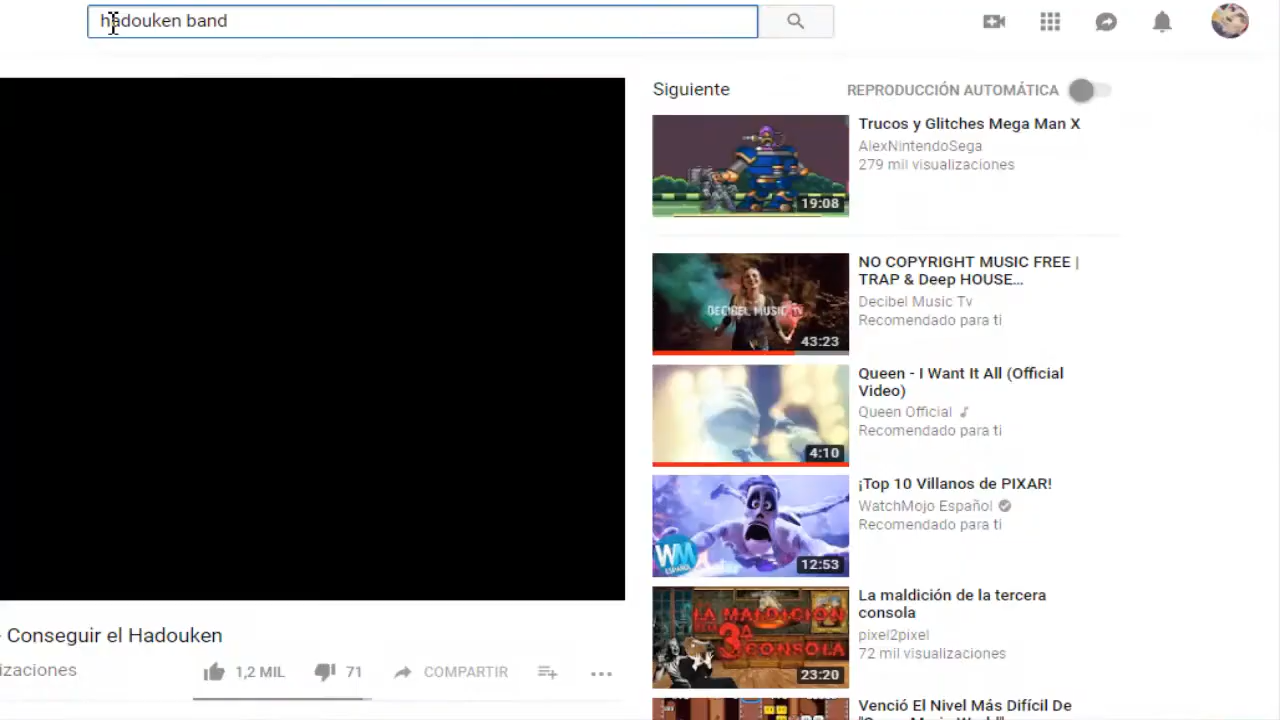 hadouken band
Siguiente
REPRODUCCIÓN AUTOMÁTICA
Trucos y Glitches Mega Man X
AlexNintendoSega
279 mil visualizaciones
19:08
NO COPYRIGHT MUSIC FREE |
TRAP & Deep HOUSE...
Decibel Music Tv
Recomendado para ti
DECIBEL MUSIC TV
43:23
Queen - I Want It All (Official
Video)
Queen Official
Recomendado para ti
4:10
¡Top 10 Villanos de PIXAR!
WatchMojo Español
Recomendado para ti
WM
ESPAÑOL
12:53
La maldición de la tercera
consola
pixel2pixel
72 mil visualizaciones
LA MALDICIÓN
3ª
CONSOLA
23:20
Venció El Nivel Más Difícil De
Conseguir el Hadouken
izaciones
1,2 MIL
71
COMPARTIR